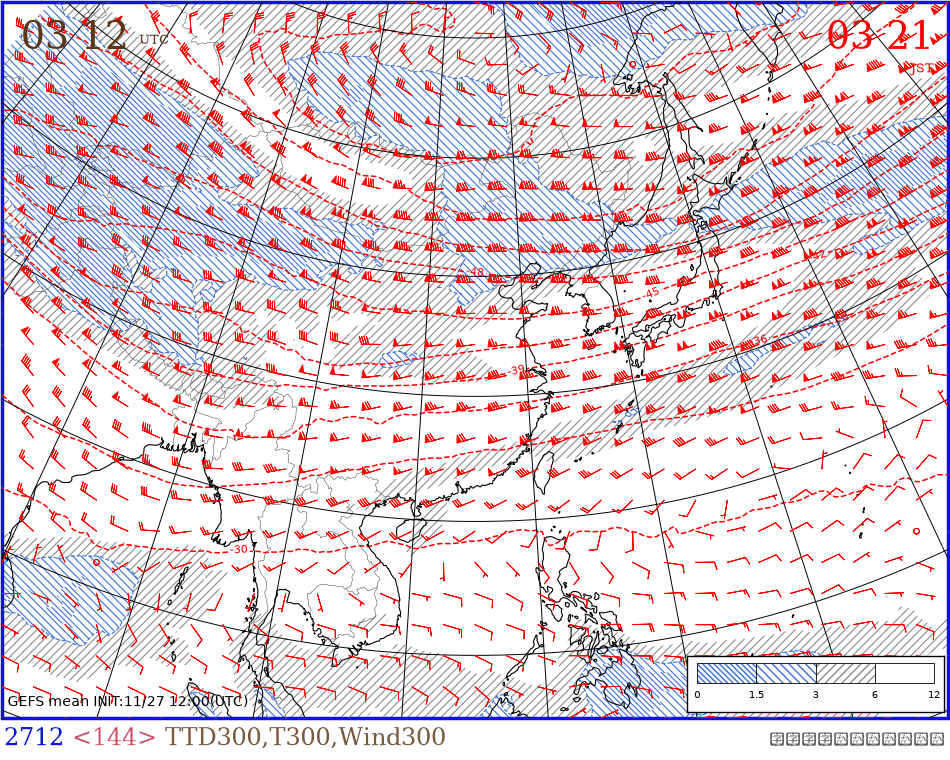 03 12 UTC
03 21 JST
-48
-42
-45
-36
-39
-30
GEFS mean INIT:11/27 12:00(UTC)
0 1.5 3 6 12
2712 <144> TTD300,T300,Wind300